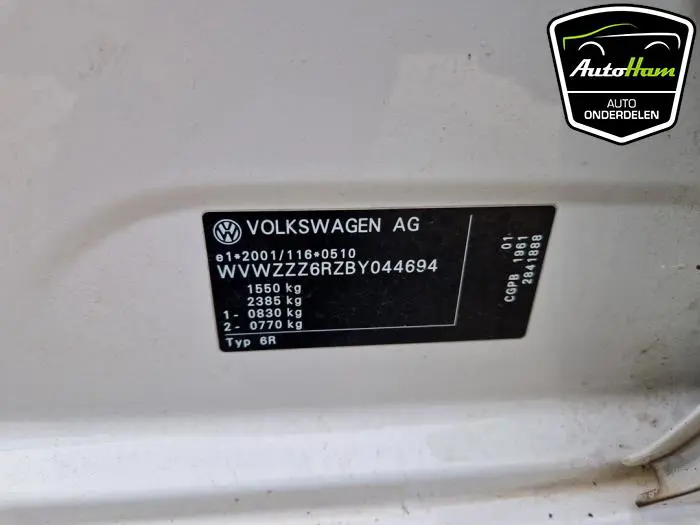 AutoHam
AUTO
ONDERDELEN
VOLKSWAGEN AG
e1*2001/116*0510
WVWZZZ6RZBY044694
1550 kg
2385 kg
1- 0830 kg
2- 0770 kg
Typ 6R
01
CGPB 1961
2841888